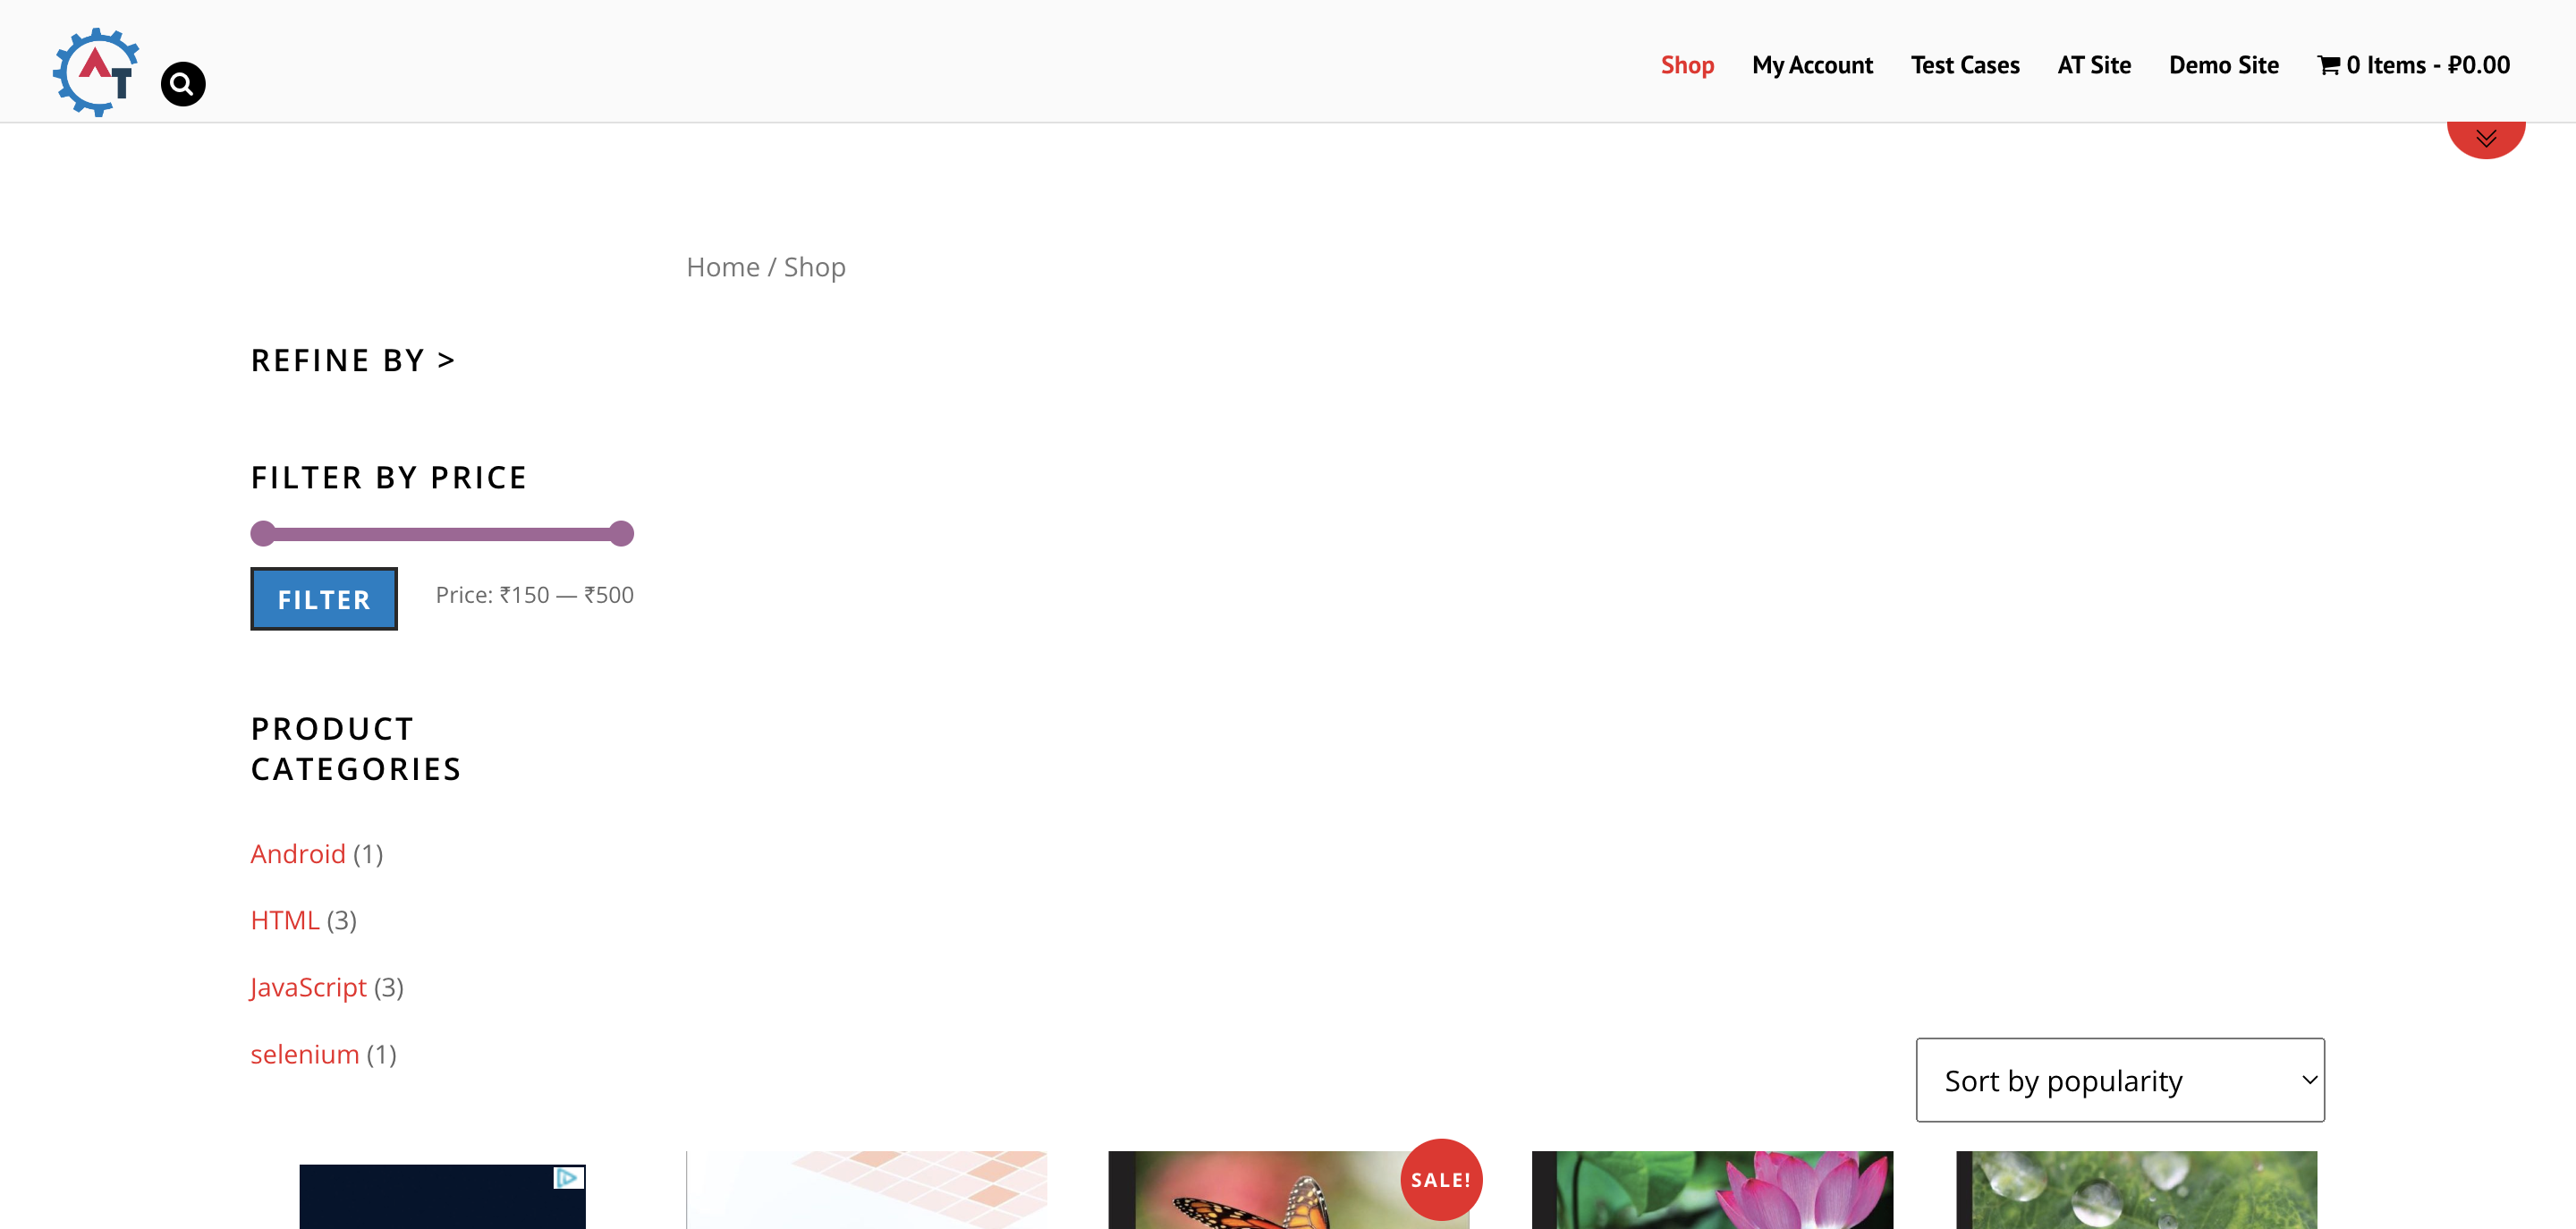 AT
Shop
My Account
Test Cases
AT Site
Demo Site
0 Items - ₽0.00
Home / Shop
REFINE BY >
FILTER BY PRICE
FILTER
Price: ₹150 — ₹500
PRODUCT
CATEGORIES
Android (1)
HTML (3)
JavaScript (3)
selenium (1)
Sort by popularity
SALE!